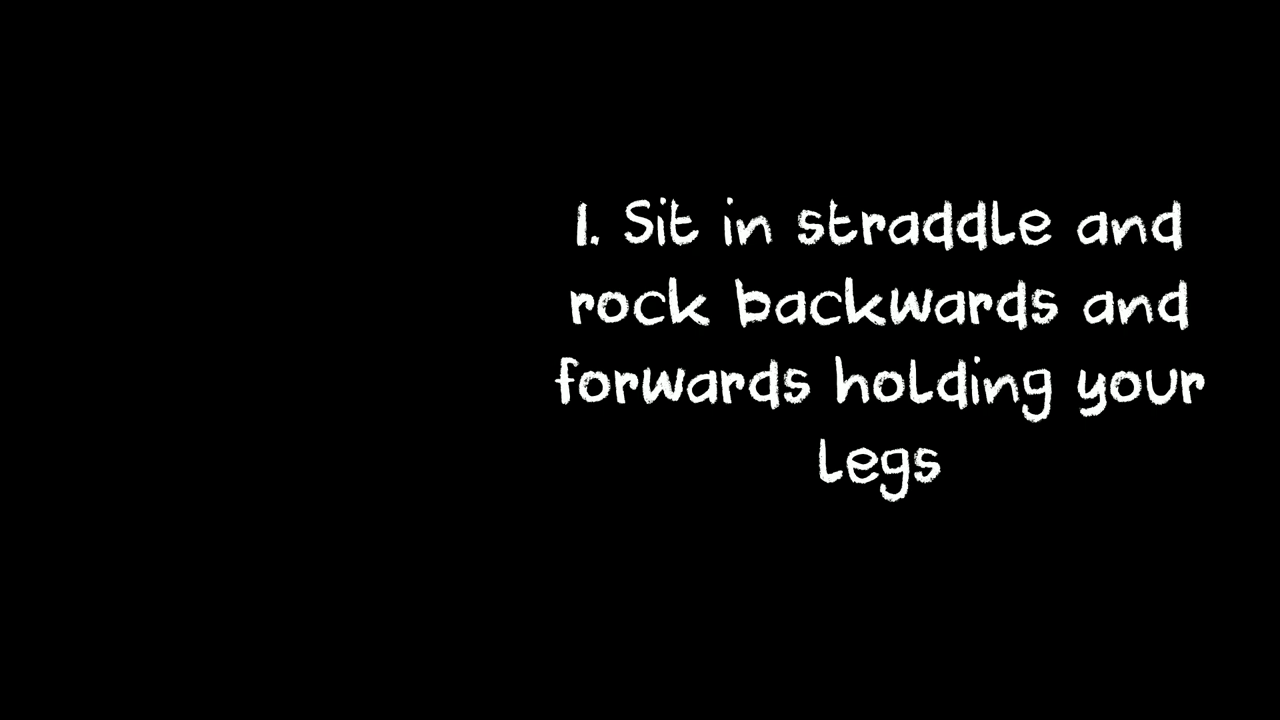 1. Sit in straddle and
rock backwards and
forwards holding your
legs